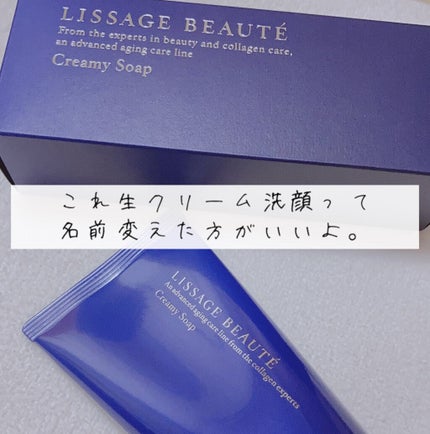 LISSAGE BEAUTÉ
From the experts in beauty and collagen care,
an advanced aging care line
Creamy Soap
これ生クリーム洗顔って
名前変えた方がいいよ。
LISSAGE BEAUTÉ
An advanced aging care line from the collagen experts
Creamy Soap